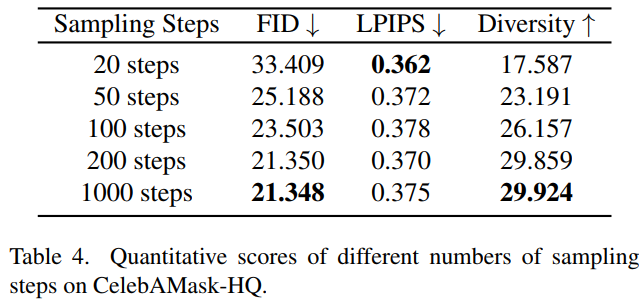 Sampling Steps FID ↓ LPIPS ↓ Diversity ↑
20 steps 33.409 0.362 17.587
50 steps 25.188 0.372 23.191
100 steps 23.503 0.378 26.157
200 steps 21.350 0.370 29.859
1000 steps 21.348 0.375 29.924
Table 4. Quantitative scores of different numbers of sampling
steps on CelebAMask-HQ.